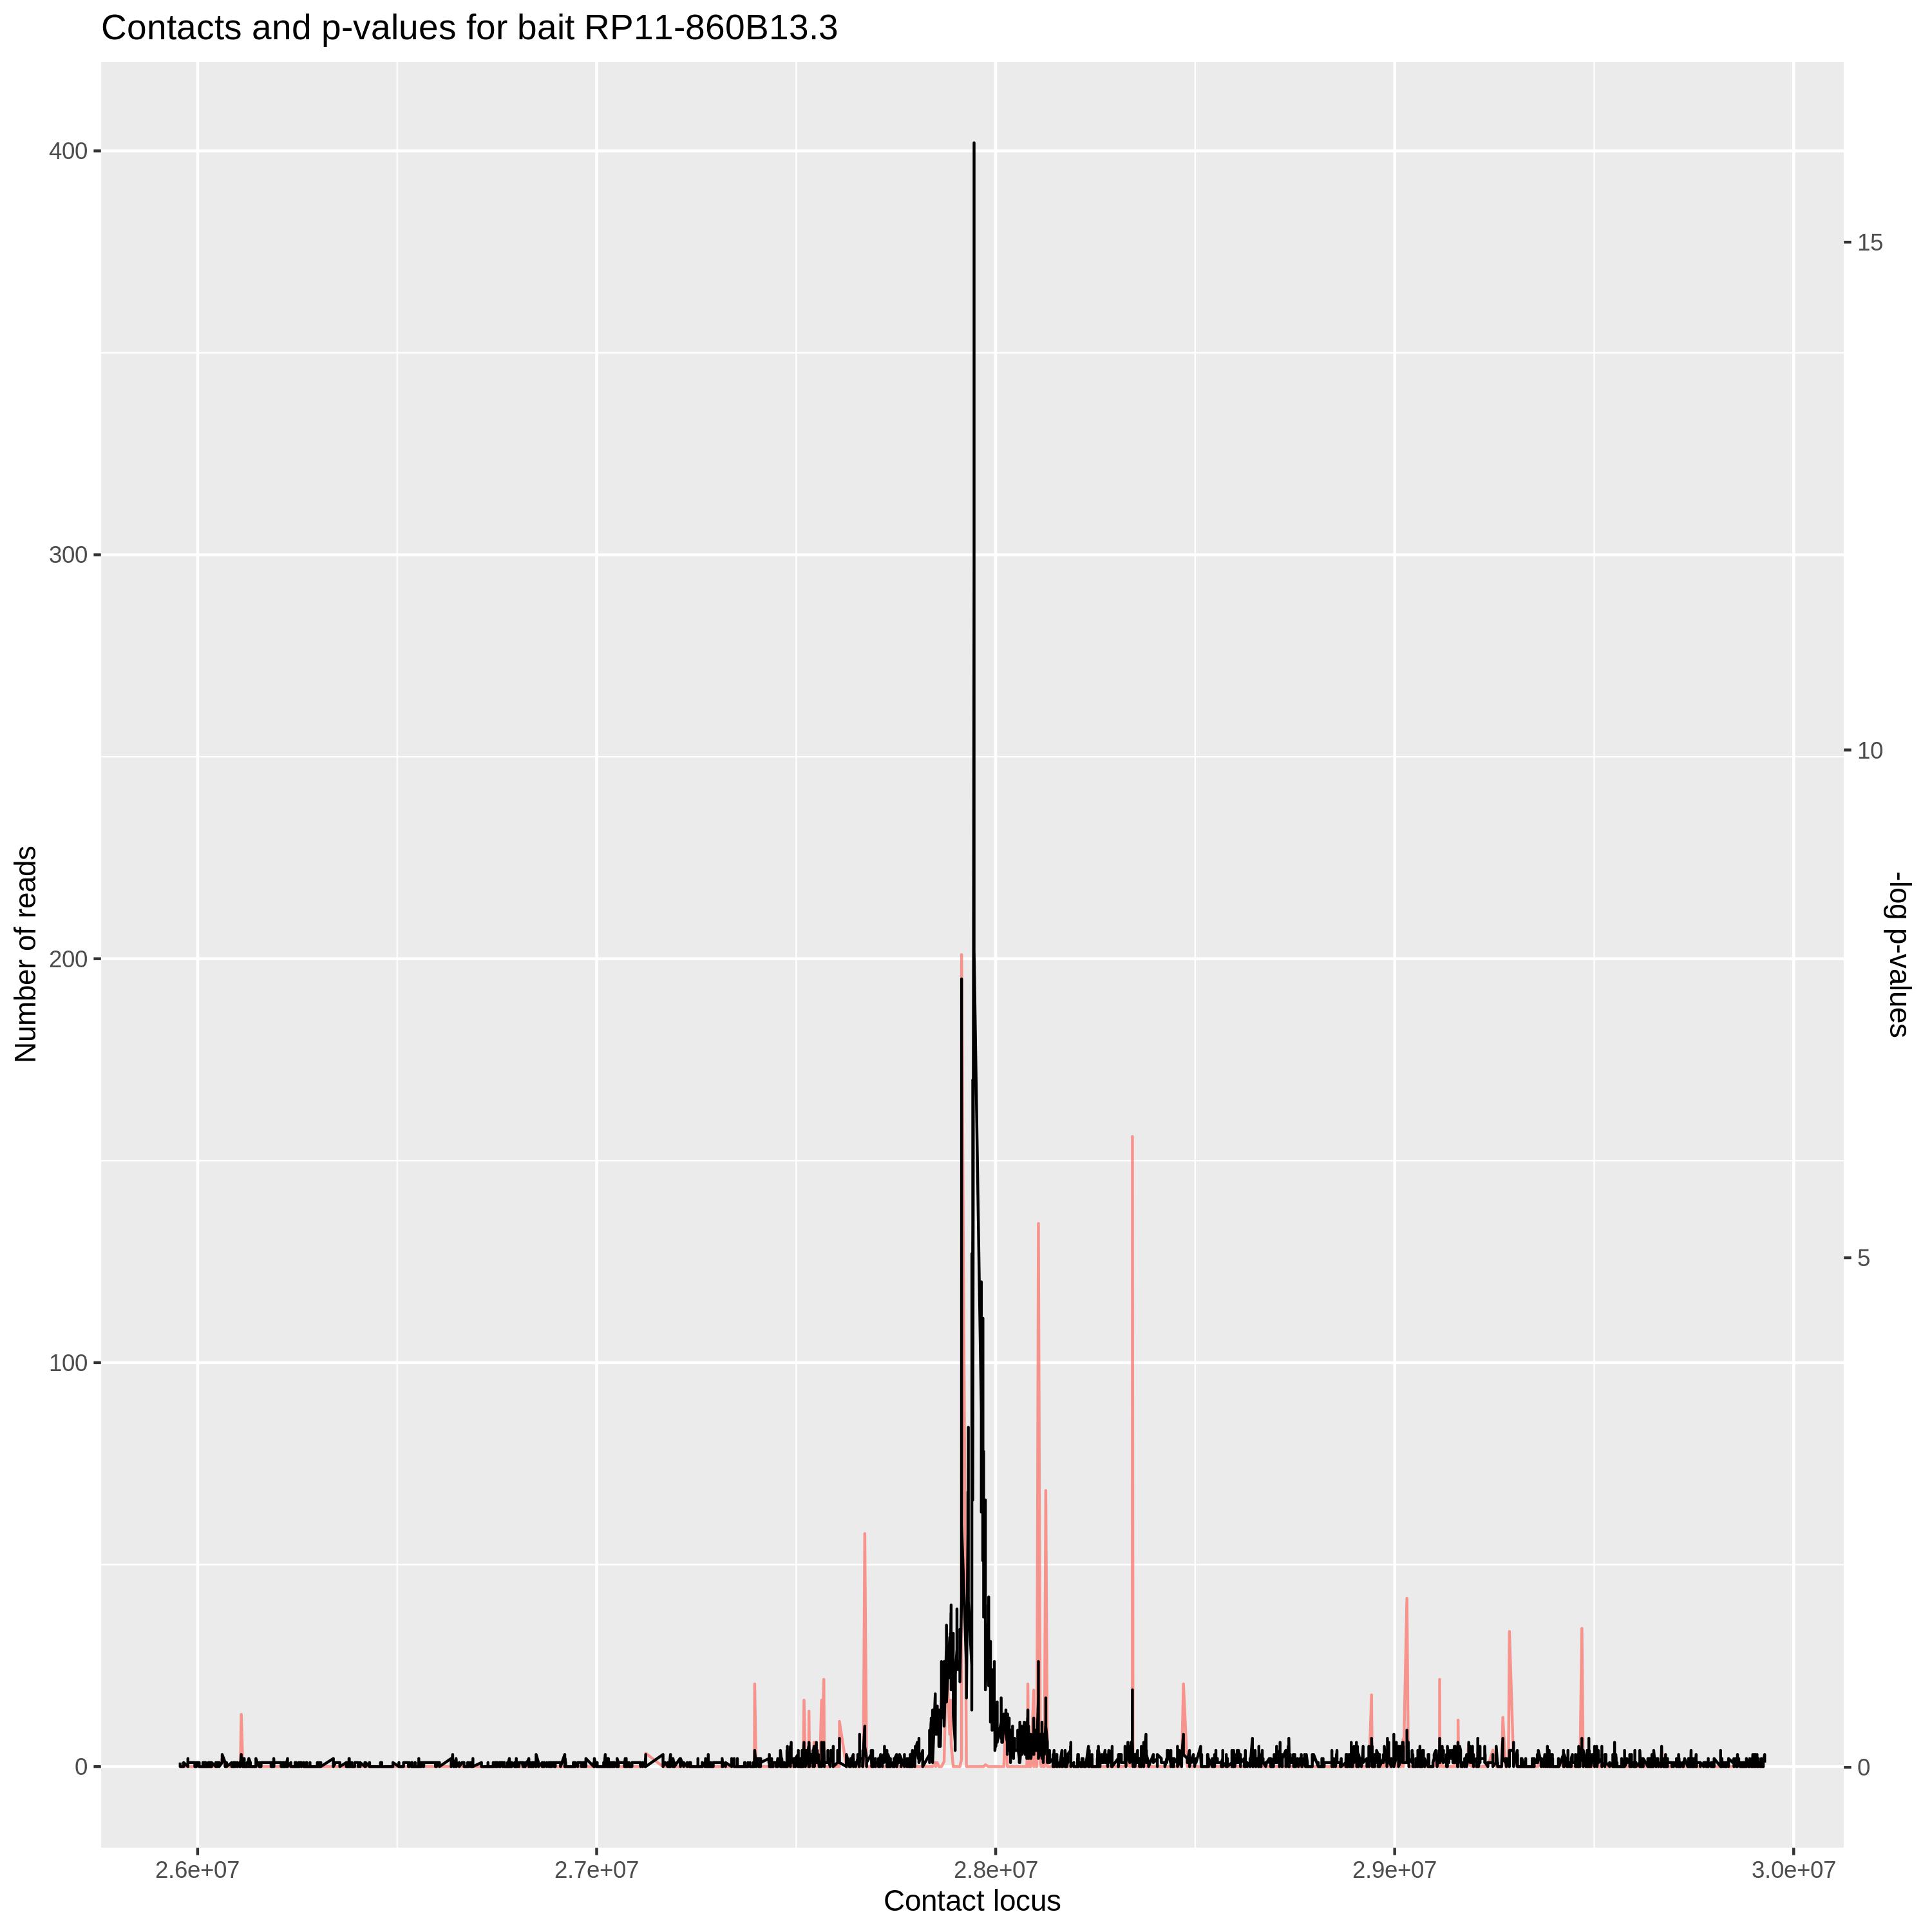 Contacts and p-values for bait RP11-860B13.3
400
300
200
100
0
Number of reads
15
10
5
0
-log p-values
2.6e+07 2.7e+07 2.8e+07 2.9e+07 3.0e+07
Contact locus